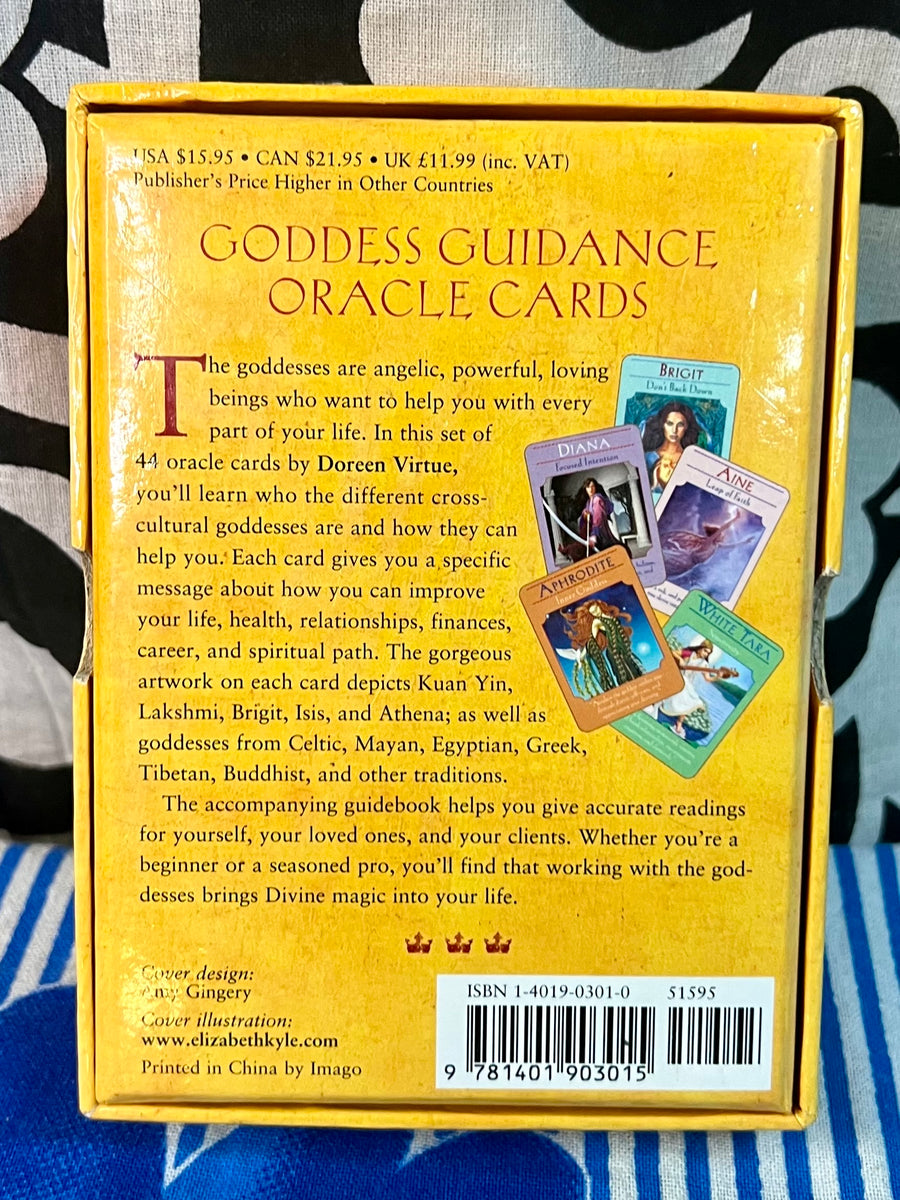 USA $15.95 • CAN $21.95 • UK £11.99 (inc. VAT)
Publisher's Price Higher in Other Countries
GODDESS GUIDANCE
ORACLE CARDS
The goddesses are angelic, powerful, loving
beings who want to help you with every
part of your life. In this set of
44 oracle cards by Doreen Virtue,
you'll learn who the different cross-
cultural goddesses are and how they can
help you. Each card gives you a specific
message about how you can improve
your life, health, relationships, finances,
career, and spiritual path. The gorgeous
artwork on each card depicts Kuan Yin,
Lakshmi, Brigit, Isis, and Athena; as well as
goddesses from Celtic, Mayan, Egyptian, Greek,
Tibetan, Buddhist, and other traditions.
The accompanying guidebook helps you give accurate readings
for yourself, your loved ones, and your clients. Whether you're a
beginner or a seasoned pro, you'll find that working with the god-
desses brings Divine magic into your life.
BRIGIT
Don't Back Down
DIANA
Focused Intention
AINE
Leap of Faith
APHRODITE
Inner Goddess
WHITE TARA
Cover design:
Amy Gingery
Cover illustration:
www.elizabethkyle.com
Printed in China by Imago
ISBN 1-4019-0301-0 51595
9 781401 903015